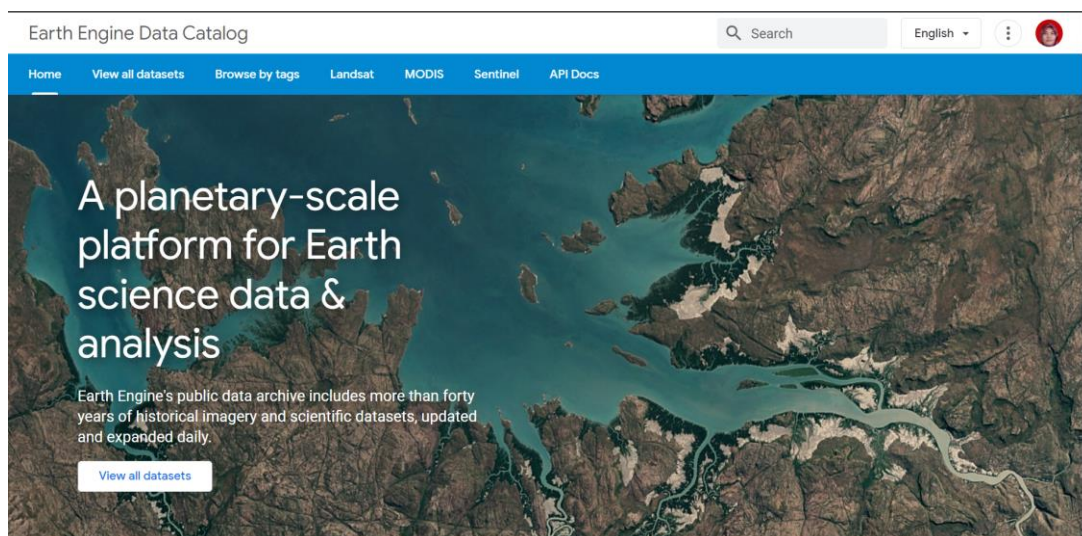 Earth Engine Data Catalog
Search
English
Home View all datasets Browse by tags Landsat MODIS Sentinel API Docs
A planetary-scale
platform for Earth
science data &
analysis
Earth Engine's public data archive includes more than forty
years of historical imagery and scientific datasets, updated
and expanded daily.
View all datasets